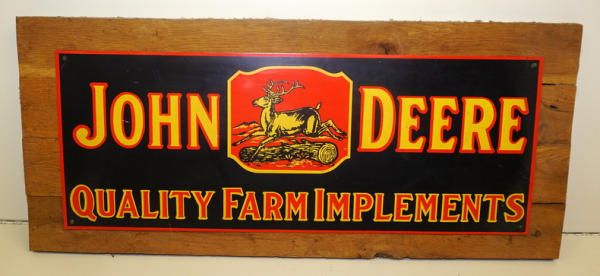 JOHN DEERE
QUALITY FARM IMPLEMENTS